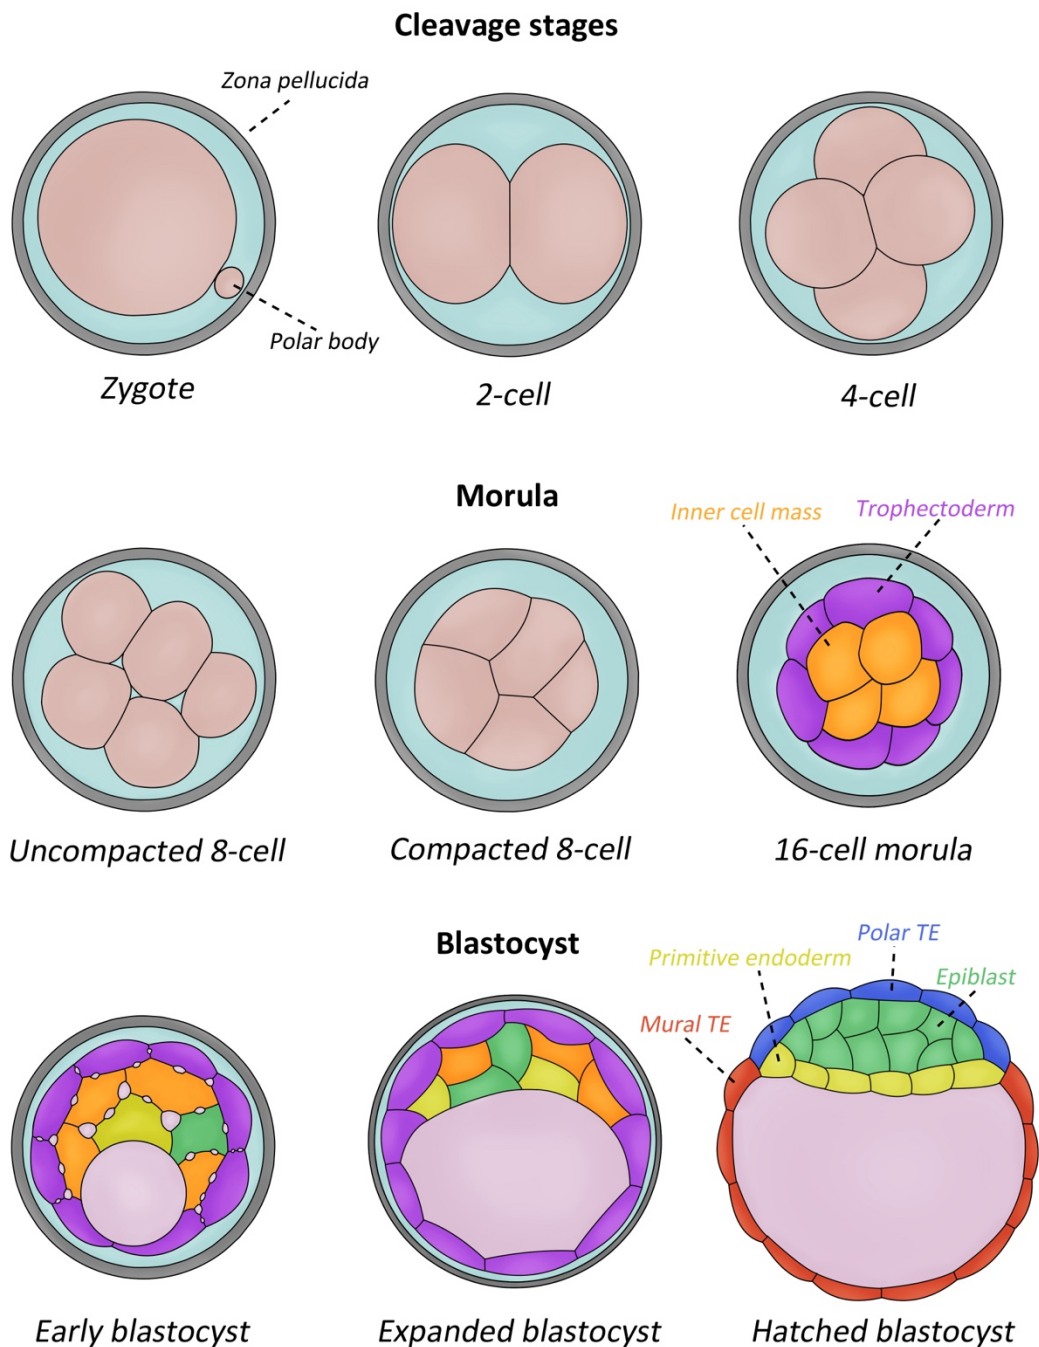 Cleavage stages
Zona pellucida
Polar body
Zygote
2-cell
4-cell
Morula
Inner cell mass
Trophectoderm
Uncompacted 8-cell
Compacted 8-cell
16-cell morula
Blastocyst
Polar TE
Primitive endoderm
Epiblast
Mural TE
Early blastocyst
Expanded blastocyst
Hatched blastocyst